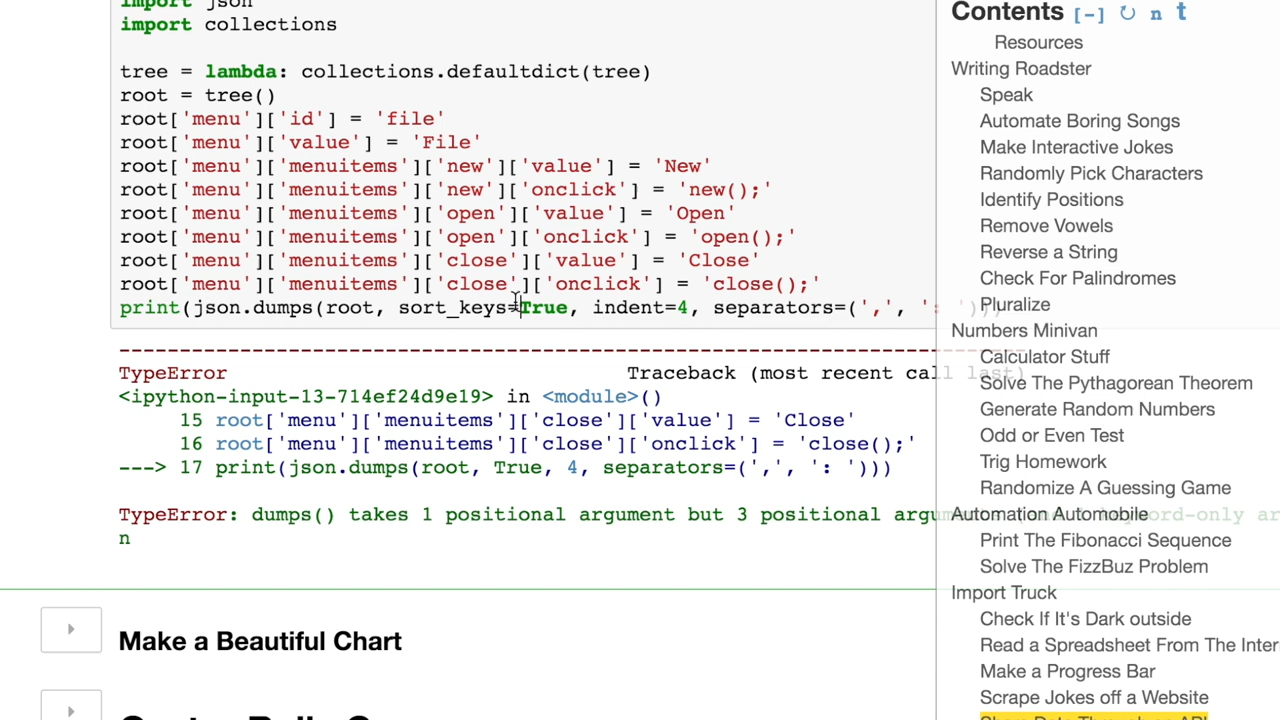 import json
import collections
tree = lambda: collections.defaultdict(tree)
root = tree()
root['menu']['id'] = 'file'
root['menu']['value'] = 'File'
root['menu']['menuitems']['new']['value'] = 'New'
root['menu']['menuitems']['new']['onclick'] = 'new();'
root['menu']['menuitems']['open']['value'] = 'Open'
root['menu']['menuitems']['open']['onclick'] = 'open();'
root['menu']['menuitems']['close']['value'] = 'Close'
root['menu']['menuitems']['close']['onclick'] = 'close();'
print(json.dumps(root, sort_keys=True, indent=4, separators=(',', ': ')))
TypeError Traceback (most recent call last)
<ipython-input-13-714ef24d9e19> in <module>()
15 root['menu']['menuitems']['close']['value'] = 'Close'
16 root['menu']['menuitems']['close']['onclick'] = 'close();'
---> 17 print(json.dumps(root, True, 4, separators=(',', ': ')))
TypeError: dumps() takes 1 positional argument but 3 positional arguments (and 1 keyword-only ar
n
Make a Beautiful Chart
Contents [-] ↻ n t
Resources
Writing Roadster
Speak
Automate Boring Songs
Make Interactive Jokes
Randomly Pick Characters
Identify Positions
Remove Vowels
Reverse a String
Check For Palindromes
Pluralize
Numbers Minivan
Calculator Stuff
Solve The Pythagorean Theorem
Generate Random Numbers
Odd or Even Test
Trig Homework
Randomize A Guessing Game
Automation Automobile
Print The Fibonacci Sequence
Solve The FizzBuz Problem
Import Truck
Check If It's Dark outside
Read a Spreadsheet From The Inter
Make a Progress Bar
Scrape Jokes off a Website